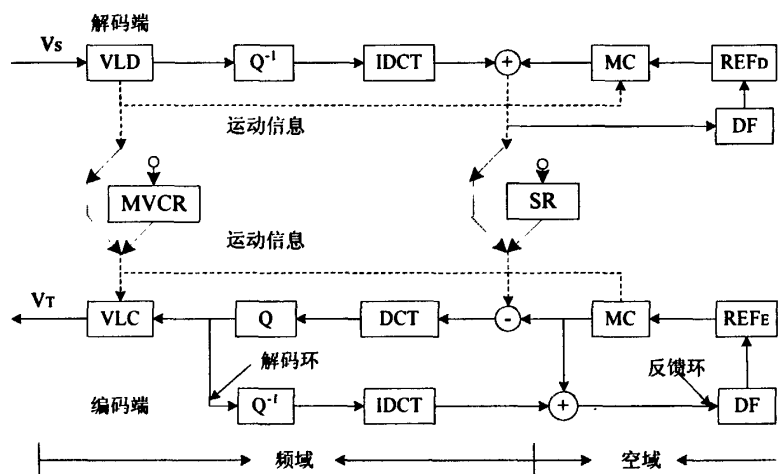 解码端
Vs
VLD
Q⁻¹
IDCT
+
MC
REFD
DF
运动信息
MVCR
SR
运动信息
VT
VLC
Q
DCT
-
MC
REFE
解码环
反馈环
编码端
Q⁻¹
IDCT
+
DF
频域
空域